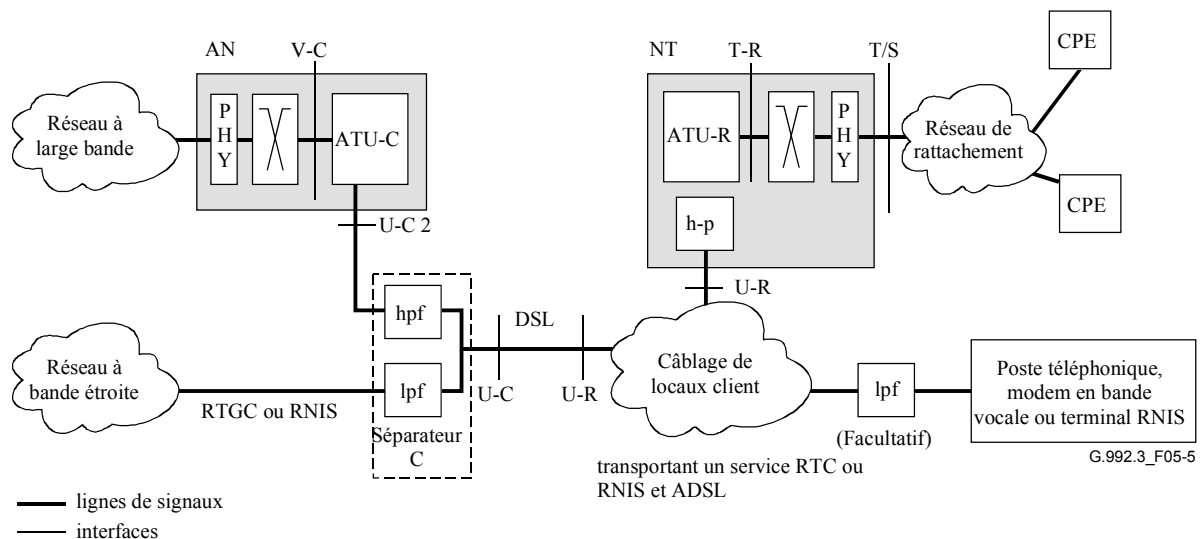 AN
V-C
NT
T-R
T/S
CPE
Réseau à
large bande
P
H
Y
ATU-C
ATU-R
P
H
Y
Réseau de
rattachement
CPE
h-p
U-C 2
U-R
hpf
DSL
Réseau à
bande étroite
RTGC ou RNIS
lpf
U-C
U-R
Câblage de
locaux client
lpf
(Facultatif)
Poste téléphonique,
modem en bande
vocale ou terminal RNIS
Séparateur
C
transportant un service RTC ou
RNIS et ADSL
G.992.3_F05-5
lignes de signaux
interfaces